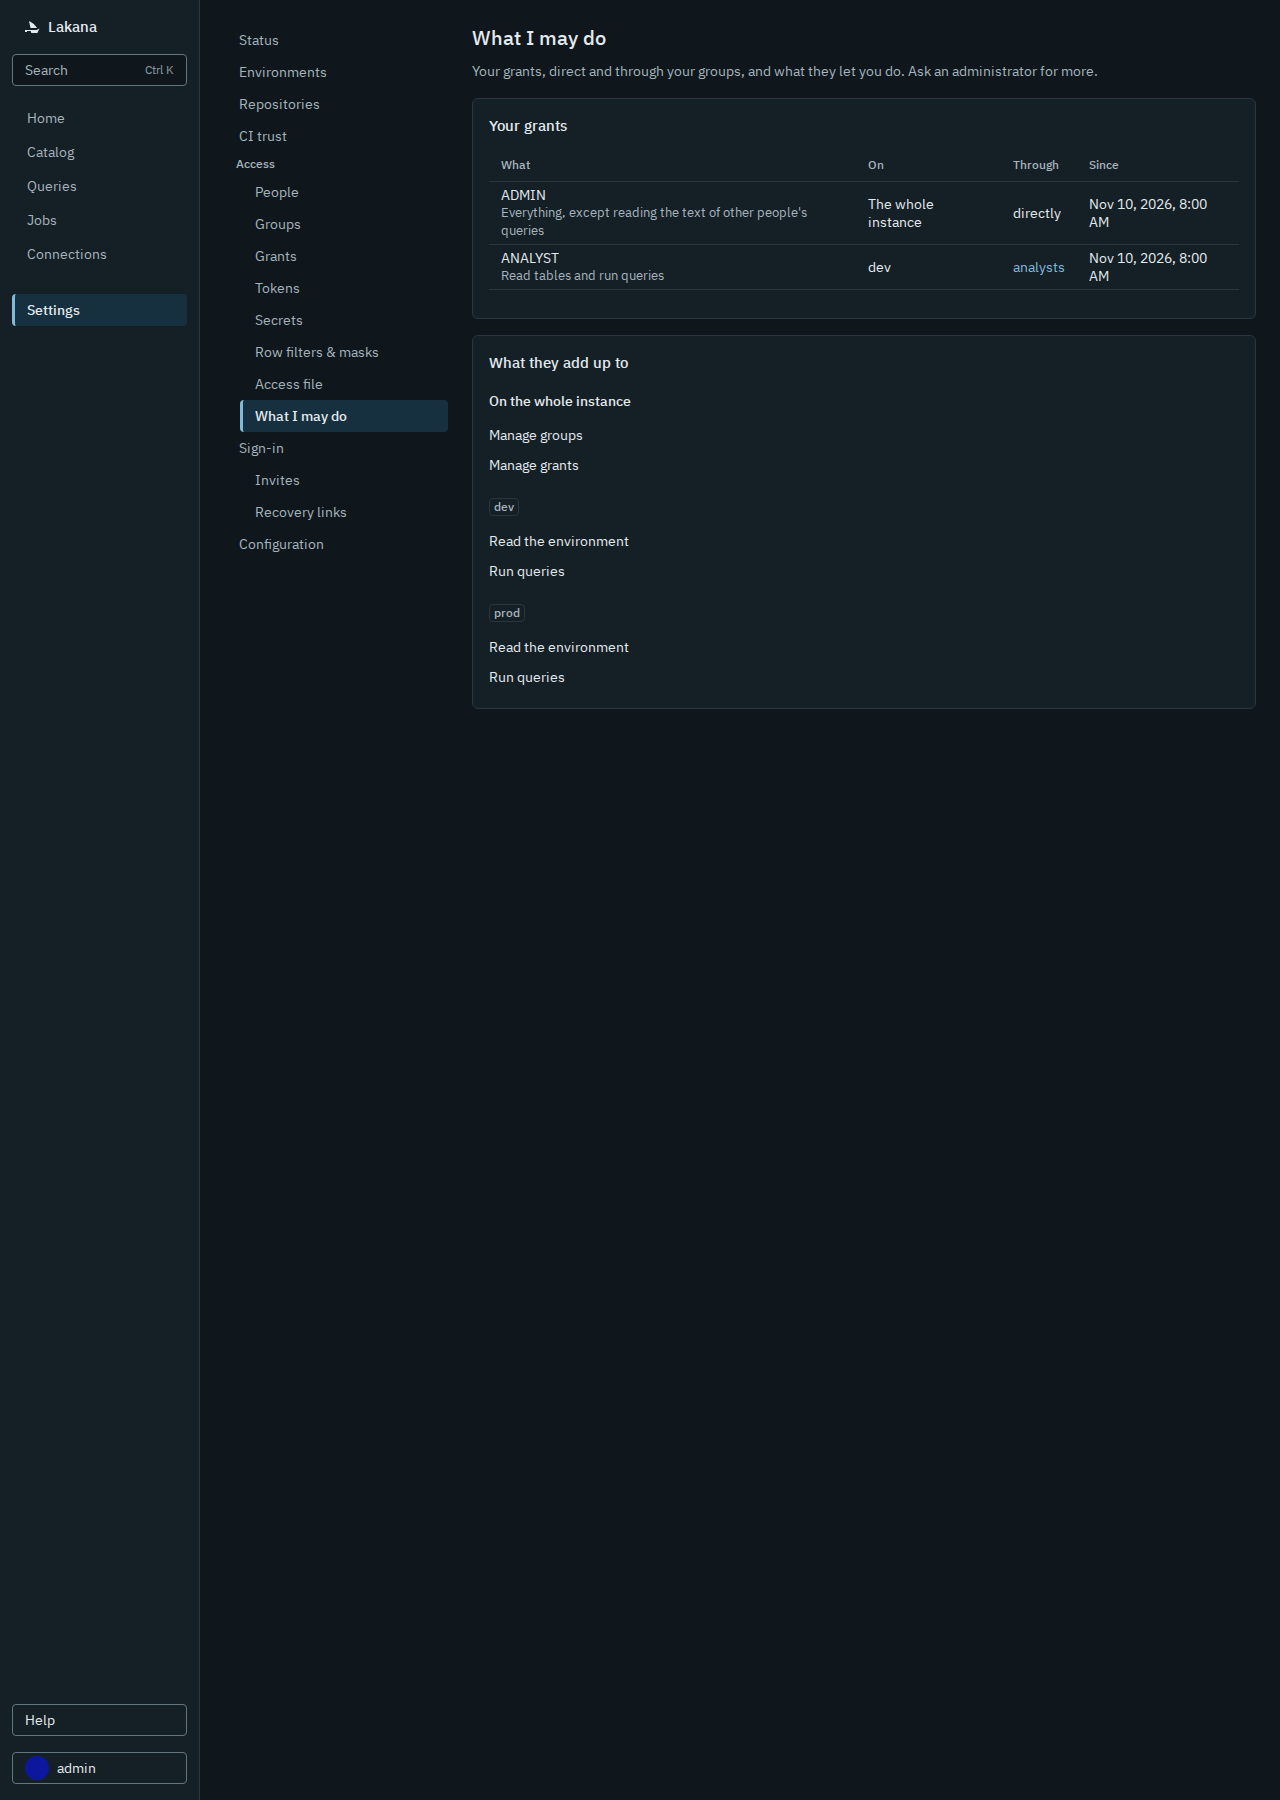 Lakana
Search Ctrl K
Home
Catalog
Queries
Jobs
Connections
Settings
Help
admin
Status
Environments
Repositories
CI trust
Access
People
Groups
Grants
Tokens
Secrets
Row filters & masks
Access file
What I may do
Sign-in
Invites
Recovery links
Configuration
What I may do
Your grants, direct and through your groups, and what they let you do. Ask an administrator for more.
Your grants
What On Through Since
ADMIN
Everything, except reading the text of other people's
queries
The whole
instance
directly
Nov 10, 2026, 8:00
AM
ANALYST
Read tables and run queries
dev
analysts
Nov 10, 2026, 8:00
AM
What they add up to
On the whole instance
Manage groups
Manage grants
dev
Read the environment
Run queries
prod
Read the environment
Run queries